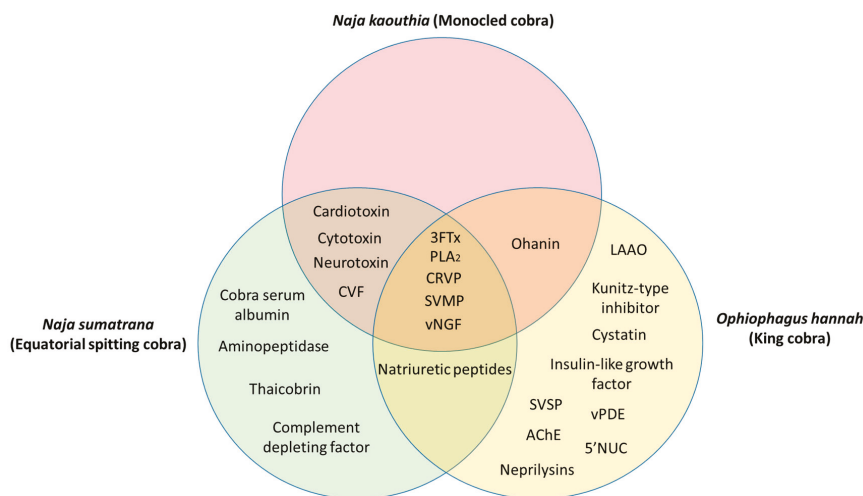 Naja kaouthia (Monocled cobra)
Cardiotoxin
Cytotoxin
Neurotoxin
CVF
3FTx
PLA₂
CRVP
SVMP
vNGF
Ohanin
LAAO
Kunitz-type
inhibitor
Cystatin
Insulin-like growth
factor
SVSP
vPDE
AChE
5'NUC
Neprilysins
Ophiophagus hannah
(King cobra)
Cobra serum
albumin
Aminopeptidase
Thaicobrin
Complement
depleting factor
Naja sumatrana
(Equatorial spitting cobra)
Natriuretic peptides